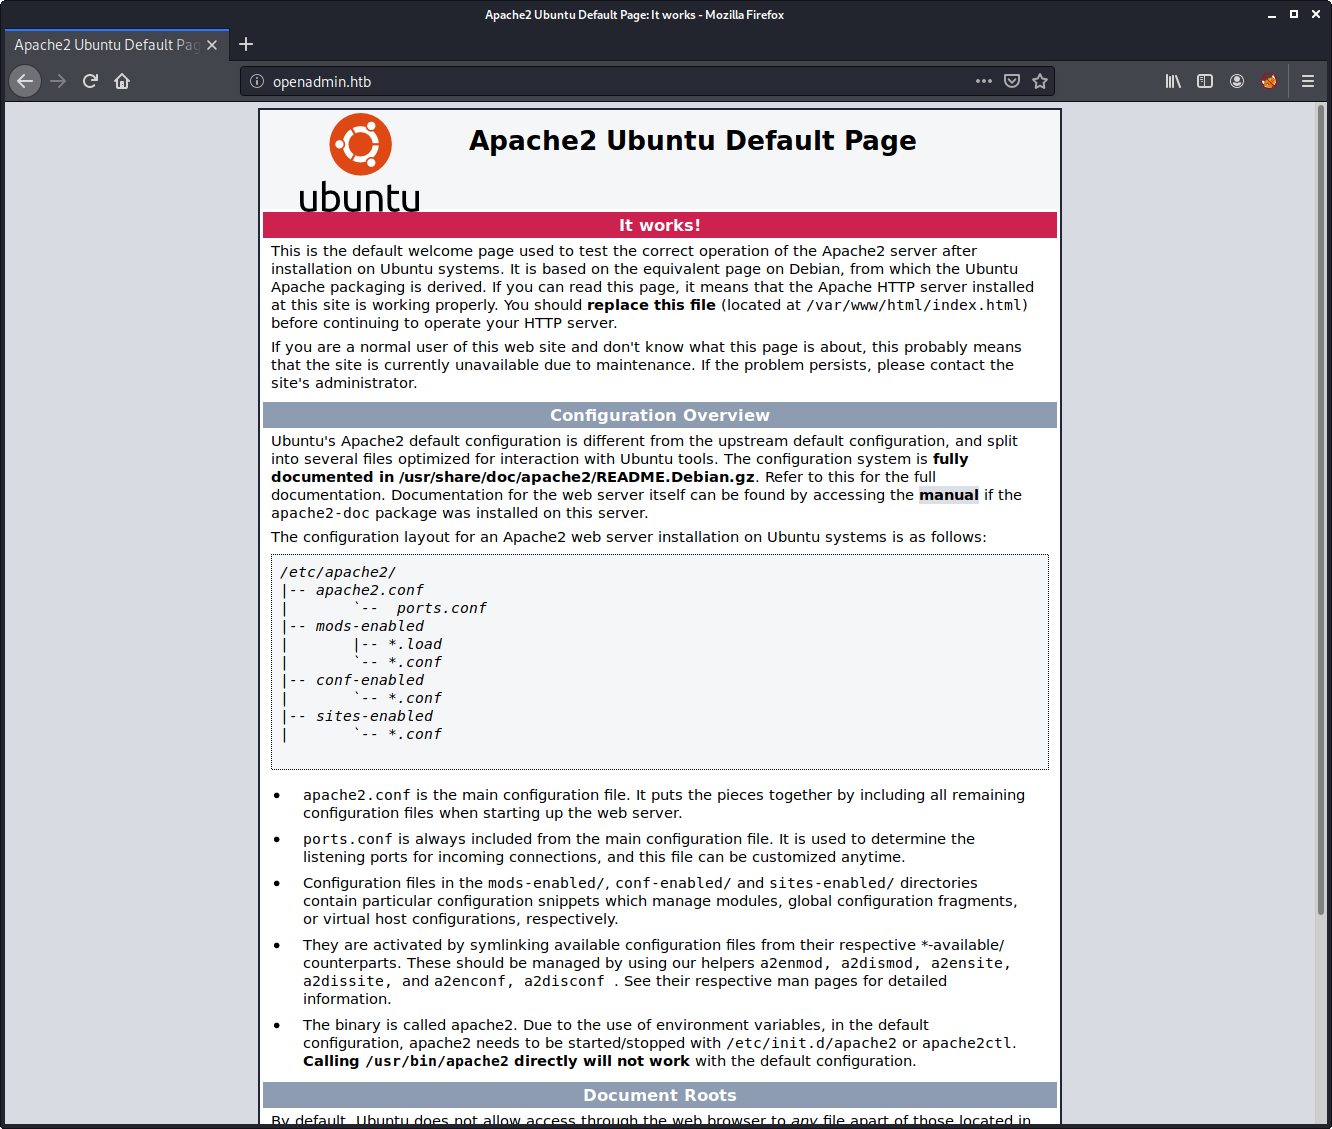 Apache2 Ubuntu Default Page: It works - Mozilla Firefox
Apache2 Ubuntu Default Pag
openadmin.htb
ubuntu
Apache2 Ubuntu Default Page
It works!
This is the default welcome page used to test the correct operation of the Apache2 server after
installation on Ubuntu systems. It is based on the equivalent page on Debian, from which the Ubuntu
Apache packaging is derived. If you can read this page, it means that the Apache HTTP server installed
at this site is working properly. You should replace this file (located at /var/www/html/index.html)
before continuing to operate your HTTP server.
If you are a normal user of this web site and don't know what this page is about, this probably means
that the site is currently unavailable due to maintenance. If the problem persists, please contact the
site's administrator.
Configuration Overview
Ubuntu's Apache2 default configuration is different from the upstream default configuration, and split
into several files optimized for interaction with Ubuntu tools. The configuration system is fully
documented in /usr/share/doc/apache2/README.Debian.gz. Refer to this for the full
documentation. Documentation for the web server itself can be found by accessing the manual if the
apache2-doc package was installed on this server.
The configuration layout for an Apache2 web server installation on Ubuntu systems is as follows:
/etc/apache2/
|-- apache2.conf
|       `--  ports.conf
|-- mods-enabled
|       |-- *.load
|       `-- *.conf
|-- conf-enabled
|       `-- *.conf
|-- sites-enabled
|       `-- *.conf
• apache2.conf is the main configuration file. It puts the pieces together by including all remaining
configuration files when starting up the web server.
• ports.conf is always included from the main configuration file. It is used to determine the
listening ports for incoming connections, and this file can be customized anytime.
• Configuration files in the mods-enabled/, conf-enabled/ and sites-enabled/ directories
contain particular configuration snippets which manage modules, global configuration fragments,
or virtual host configurations, respectively.
• They are activated by symlinking available configuration files from their respective *-available/
counterparts. These should be managed by using our helpers a2enmod, a2dismod, a2ensite,
a2dissite, and a2enconf, a2disconf . See their respective man pages for detailed
information.
• The binary is called apache2. Due to the use of environment variables, in the default
configuration, apache2 needs to be started/stopped with /etc/init.d/apache2 or apache2ctl.
Calling /usr/bin/apache2 directly will not work with the default configuration.
Document Roots
By default, Ubuntu does not allow access through the web browser to any file apart of those located in